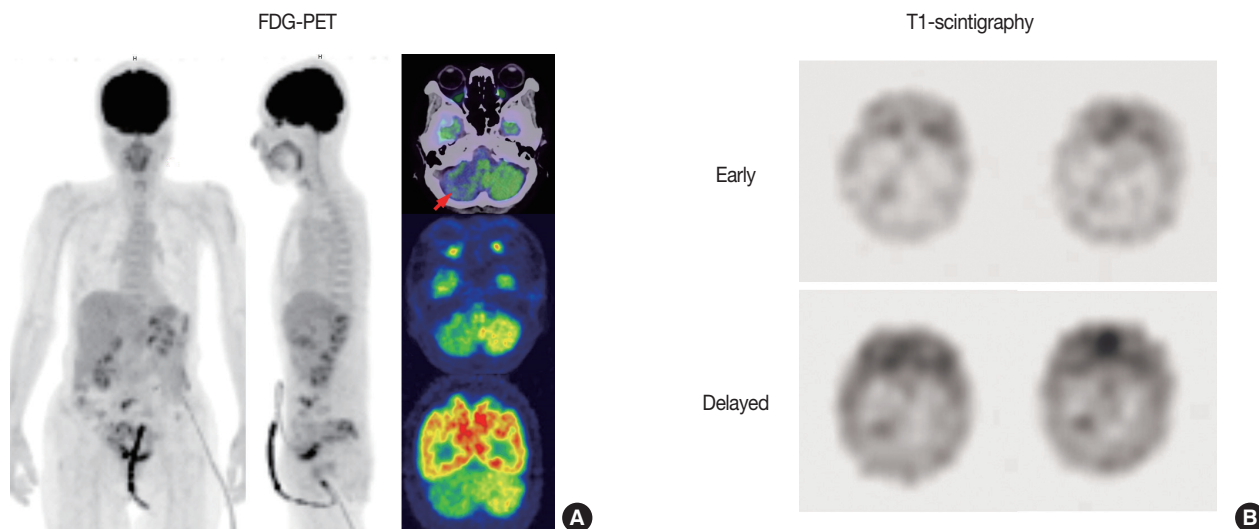 FDG-PET
T1-scintigraphy
H
H
Early
Delayed
A
B